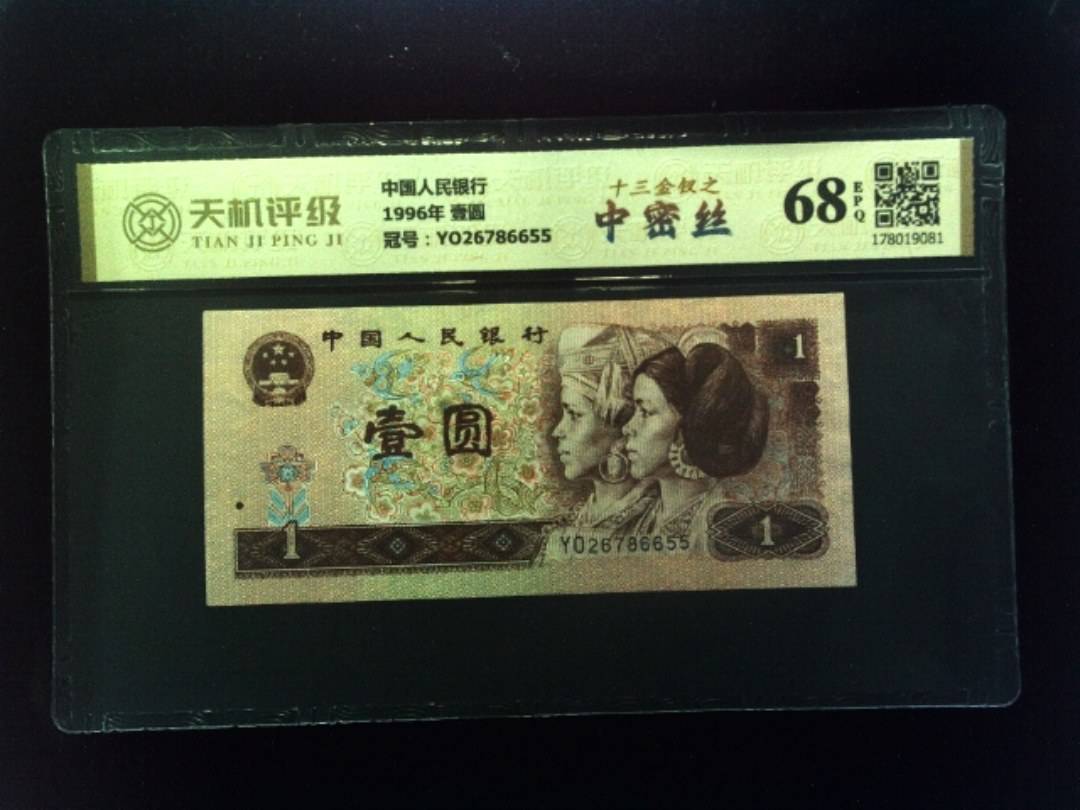 天机评级
TIAN JI PING JI
中国人民银行
1996年 壹圆
冠号：YO26786655
十三金钗之
中密丝
68
EPQ
178019081
中国人民银行
壹圆
1
1
YO26786655
1